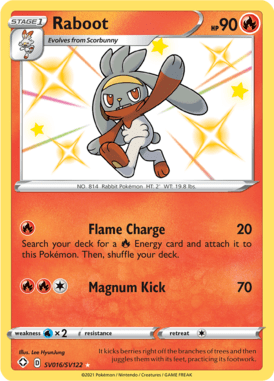 STAGE 1
Raboot
HP 90
Evolves from Scorbunny
NO. 814 Rabbit Pokémon HT: 2' WT: 19.8 lbs.
Flame Charge 20
Search your deck for a Energy card and attach it to
this Pokémon. Then, shuffle your deck.
Magnum Kick 70
weakness ×2 resistance retreat
Illus. Lee HyunJung
D SV016/SV122
It kicks berries right off the branches of trees and then
juggles them with its feet, practicing its footwork.
©2021 Pokémon / Nintendo / Creatures / GAME FREAK